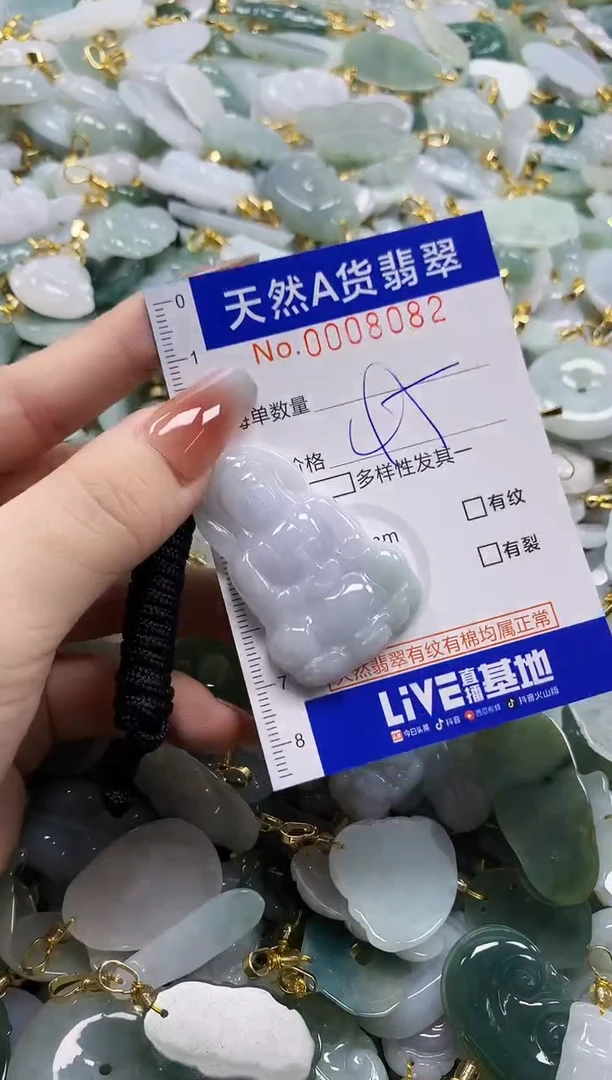 天然A货翡翠
0
No.0008082
1
单数量
价格
□多样性发其一
□有纹
mm
□有裂
天然翡翠有纹有棉均属正常
7
LiVE直播基地
8
今日头条 抖音 西瓜视频 抖音火山版